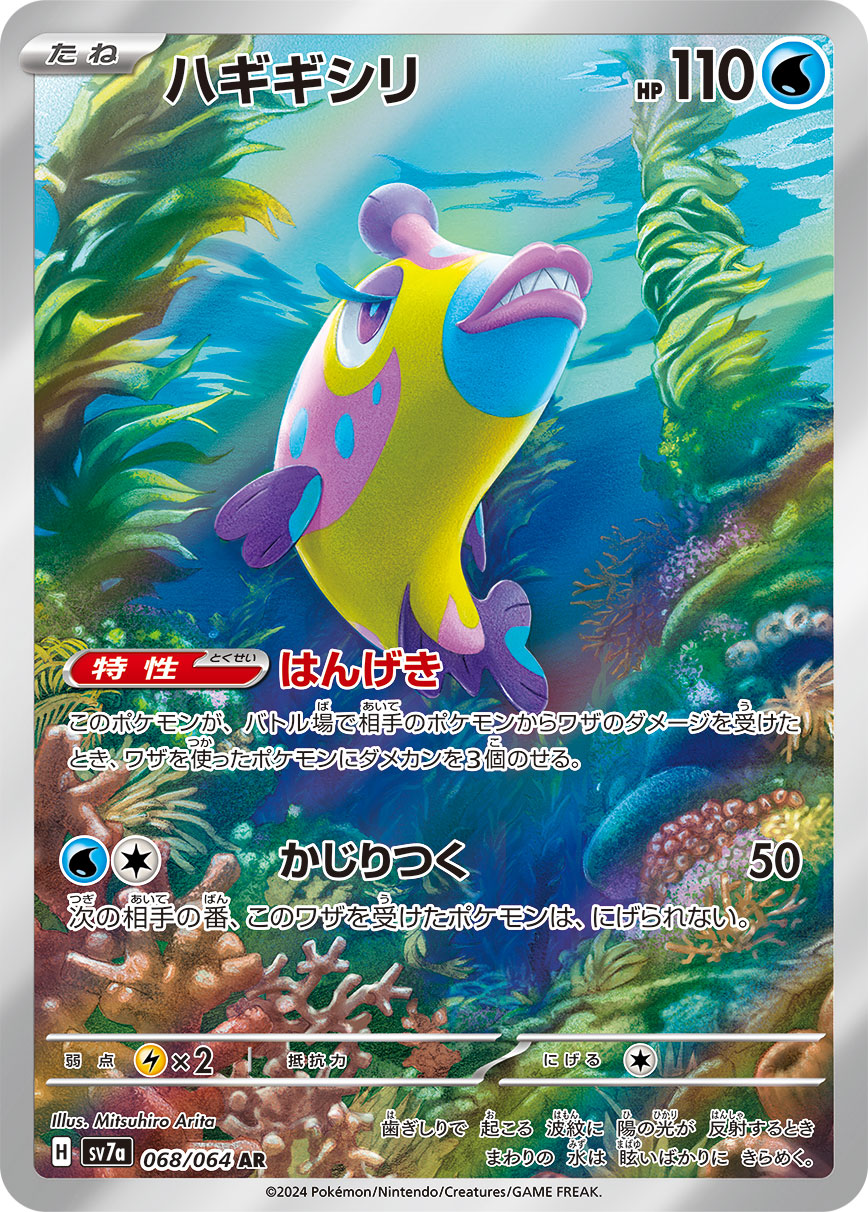 たね ハギギシリ HP 110
特性 とくせい はんげき
このポケモンが、バトル場で相手のポケモンからワザのダメージを受けた
とき、ワザを使ったポケモンにダメカンを3個のせる。
かじりつく 50
次の相手の番、このワザを受けたポケモンは、にげられない。
弱点 ×2 抵抗力 にげる
Illus. Mitsuhiro Arita
歯ぎしりで 起こる 波紋に 陽の光が 反射するとき
まわりの 水は 眩いばかりに きらめく。
H sv7a 068/064 AR
©2024 Pokémon/Nintendo/Creatures/GAME FREAK.